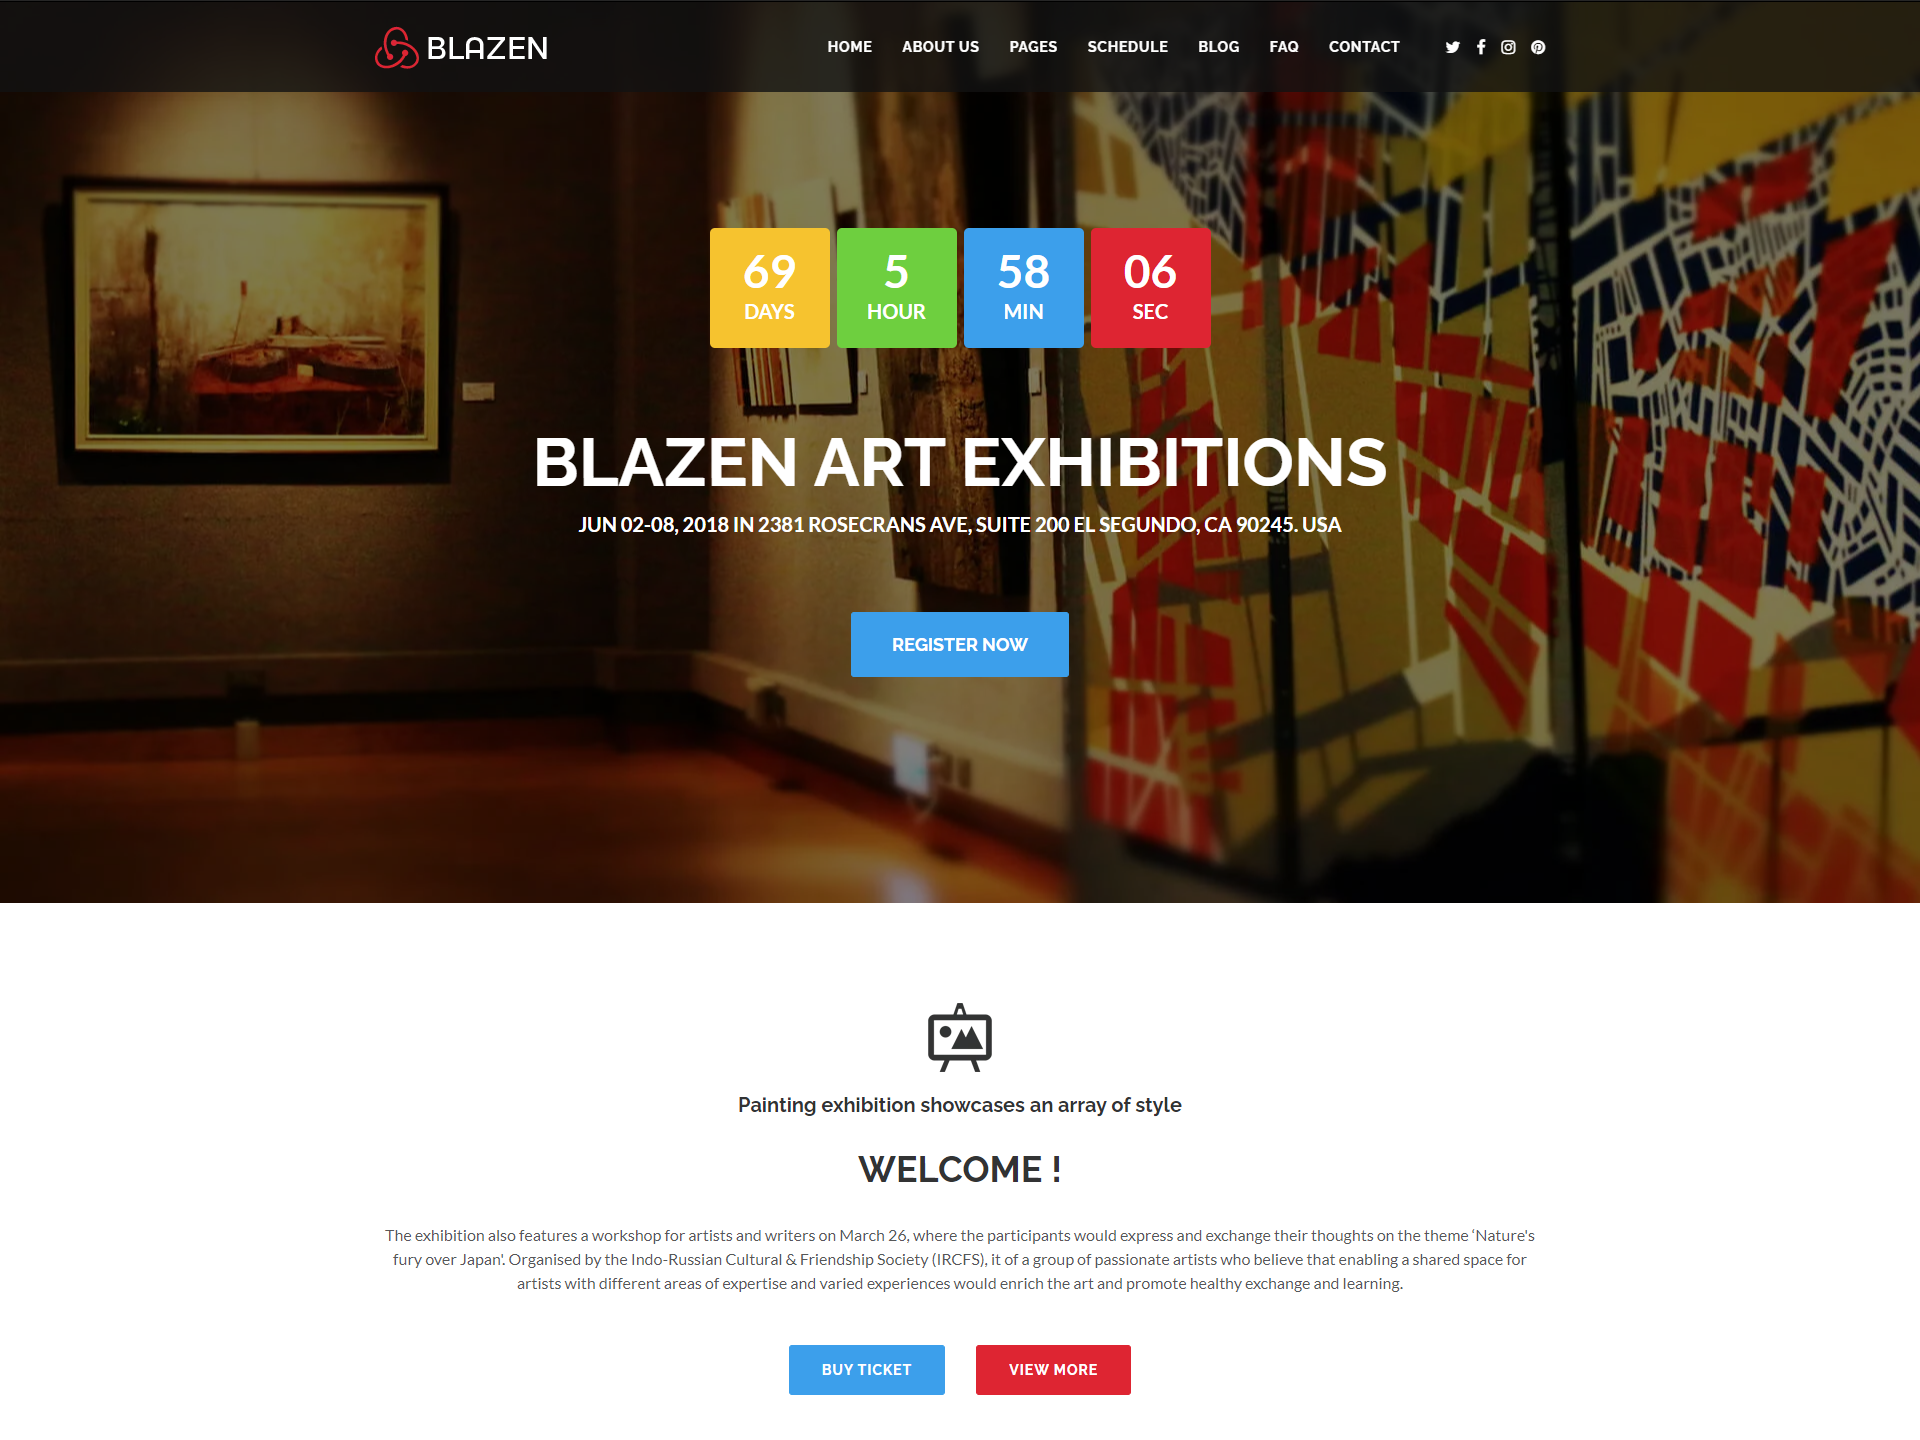 BLAZEN
HOME ABOUT US PAGES SCHEDULE BLOG FAQ CONTACT
69 5 58 06
DAYS HOUR MIN SEC
BLAZEN ART EXHIBITIONS
JUN 02-08, 2018 IN 2381 ROSECRANS AVE, SUITE 200 EL SEGUNDO, CA 90245. USA
REGISTER NOW
Painting exhibition showcases an array of style
WELCOME !
The exhibition also features a workshop for artists and writers on March 26, where the participants would express and exchange their thoughts on the theme ‘Nature's
fury over Japan'. Organised by the Indo-Russian Cultural & Friendship Society (IRCFS), it of a group of passionate artists who believe that enabling a shared space for
artists with different areas of expertise and varied experiences would enrich the art and promote healthy exchange and learning.
BUY TICKET VIEW MORE